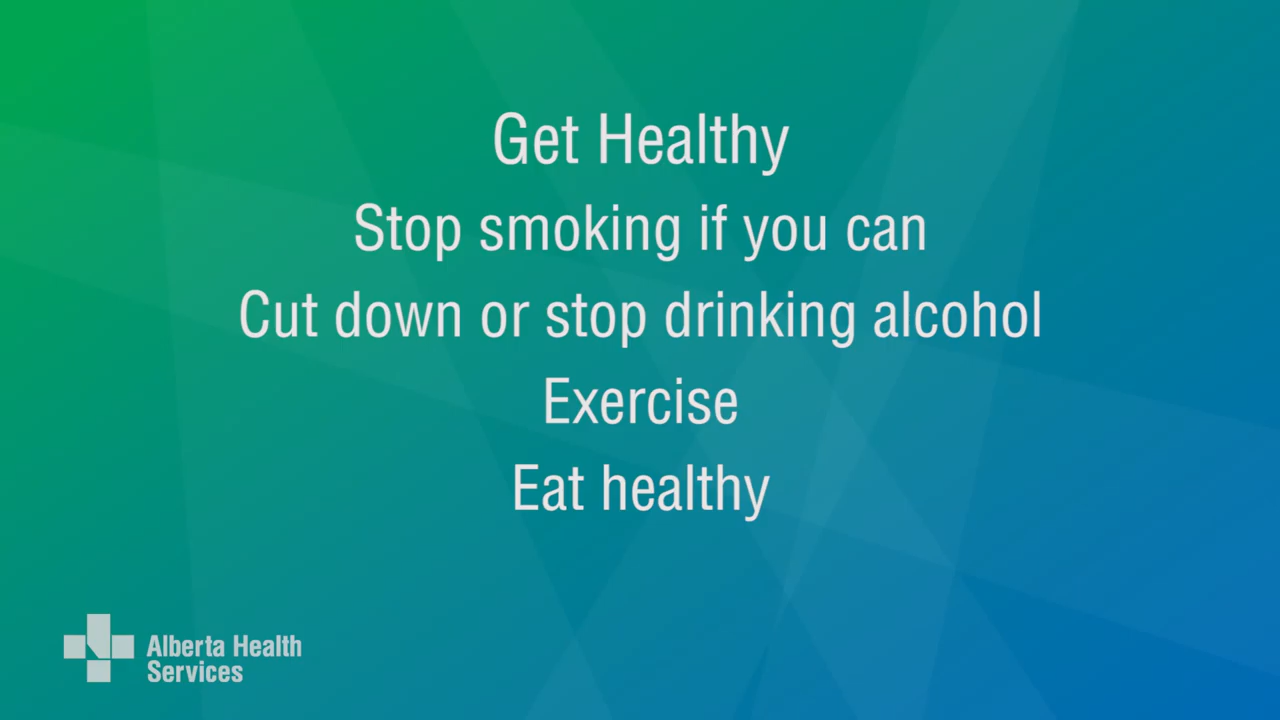 Get Healthy
Stop smoking if you can
Cut down or stop drinking alcohol
Exercise
Eat healthy
Alberta Health
Services